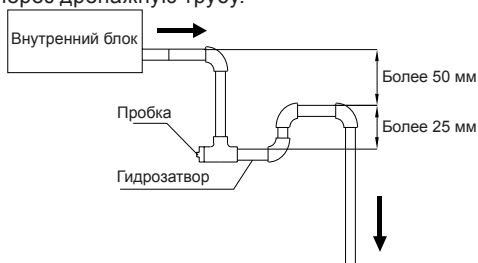 через дренажную трубу.
Внутренний блок
Более 50 мм
Пробка
Более 25 мм
Гидрозатвор